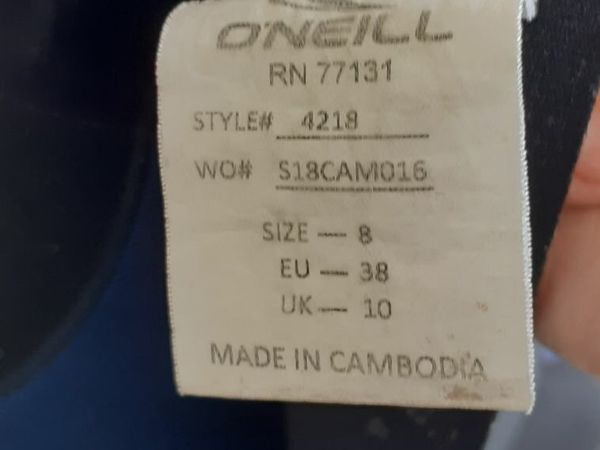 O'NEILL
RN 77131
STYLE# 4218
WO# S18CAM016
SIZE — 8
EU — 38
UK — 10
MADE IN CAMBODIA